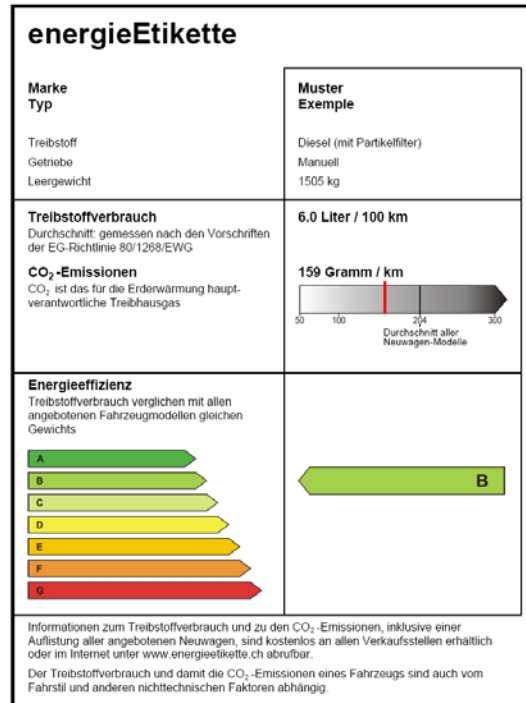 energieEtikette
Marke
Typ
Muster
Exemple
Treibstoff
Diesel (mit Partikelfilter)
Getriebe
Manuell
Leergewicht
1505 kg
Treibstoffverbrauch
Durchschnitt: gemessen nach den Vorschriften
der EG-Richtlinie 80/1268/EWG
6.0 Liter / 100 km
CO2-Emissionen
CO2 ist das für die Erderwärmung haupt-
verantwortliche Treibhausgas
159 Gramm / km
50 100 204 300
Durchschnitt aller
Neuwagen-Modelle
Energieeffizienz
Treibstoffverbrauch verglichen mit allen
angebotenen Fahrzeugmodellen gleichen
Gewichts
A
B
C
D
E
F
G
B
Informationen zum Treibstoffverbrauch und zu den CO2-Emissionen, inklusive einer
Auflistung aller angebotenen Neuwagen, sind kostenlos an allen Verkaufsstellen erhältlich
oder im Internet unter www.energieetikette.ch abrufbar.
Der Treibstoffverbrauch und damit die CO2-Emissionen eines Fahrzeugs sind auch vom
Fahrstil und anderen nichttechnischen Faktoren abhängig.